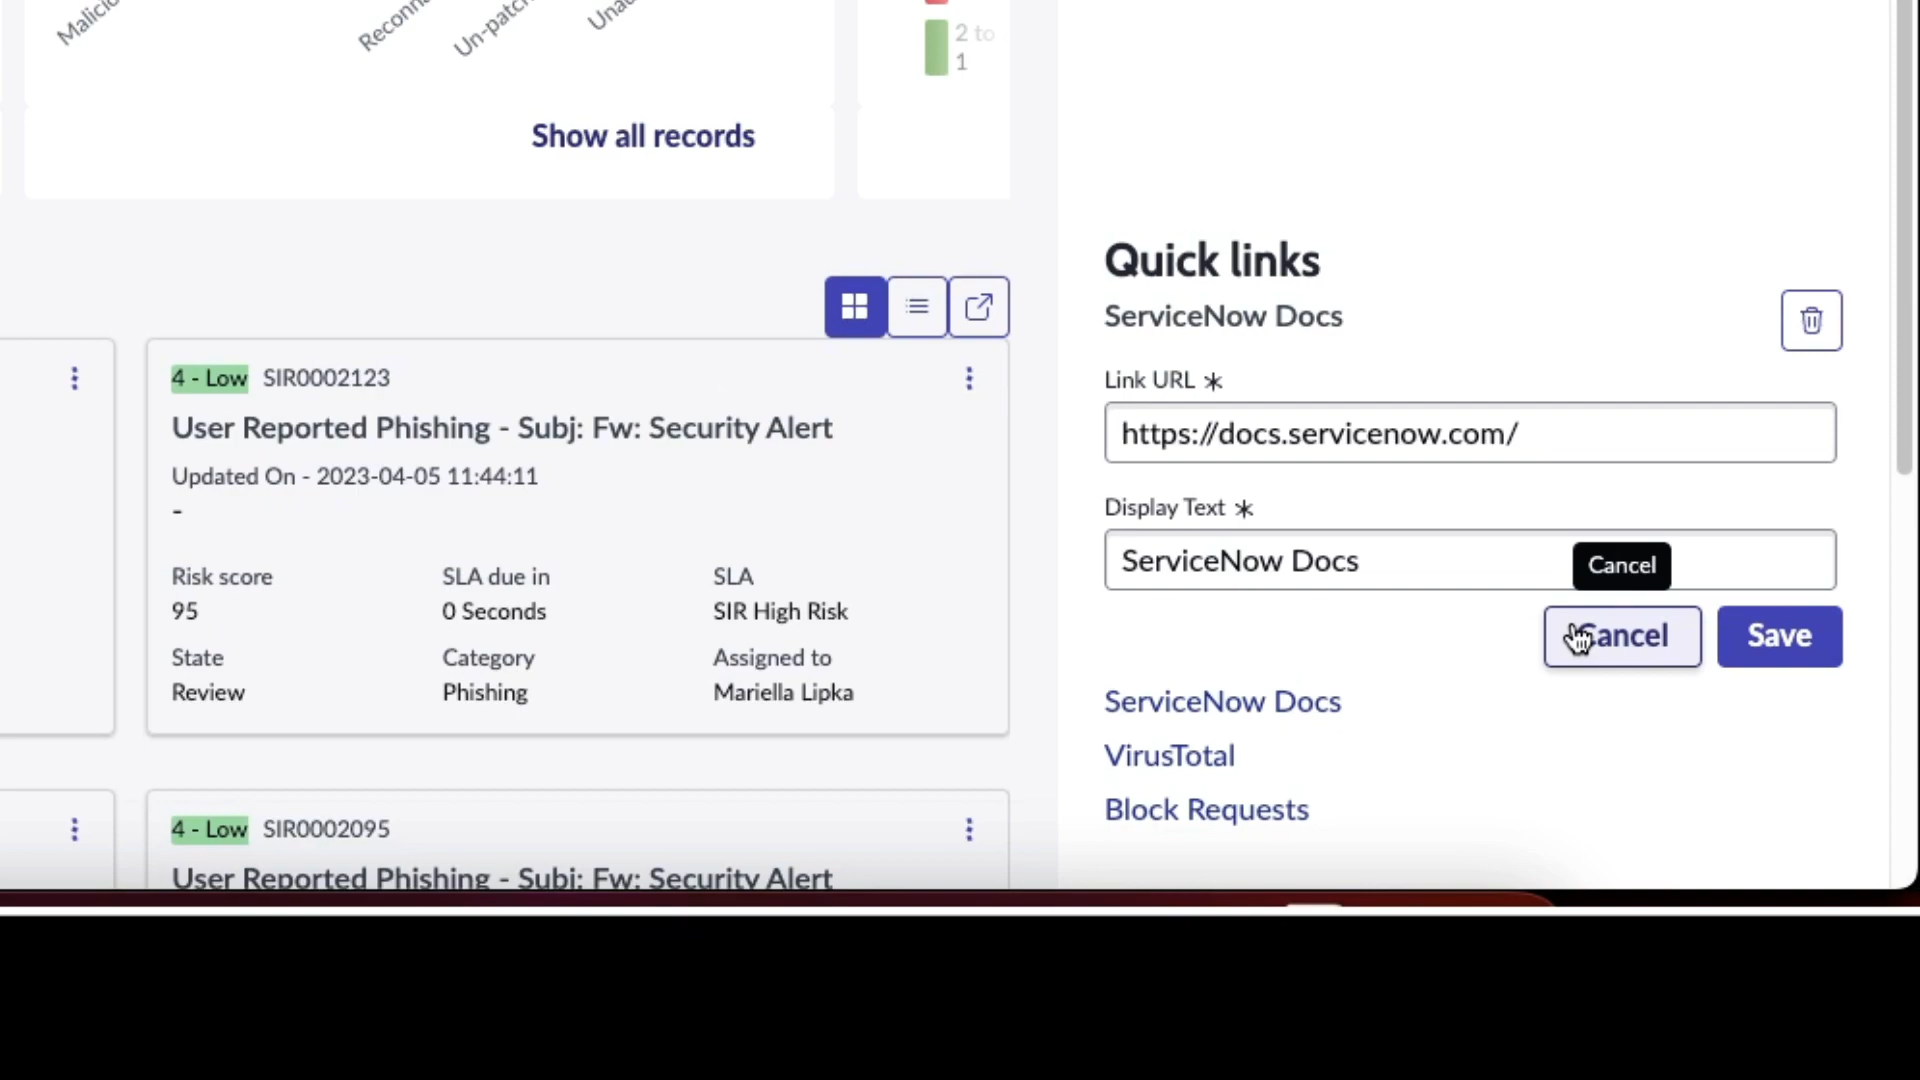 2 to
1
Show all records
4 - Low SIR0002123
User Reported Phishing - Subj: Fw: Security Alert
Updated On - 2023-04-05 11:44:11
-
Risk score SLA due in SLA
95 0 Seconds SIR High Risk
State Category Assigned to
Review Phishing Mariella Lipka
4 - Low SIR0002095
User Reported Phishing - Subj: Fw: Security Alert
Quick links
ServiceNow Docs
Link URL *
https://docs.servicenow.com/
Display Text *
ServiceNow Docs
Cancel
Cancel Save
ServiceNow Docs
VirusTotal
Block Requests